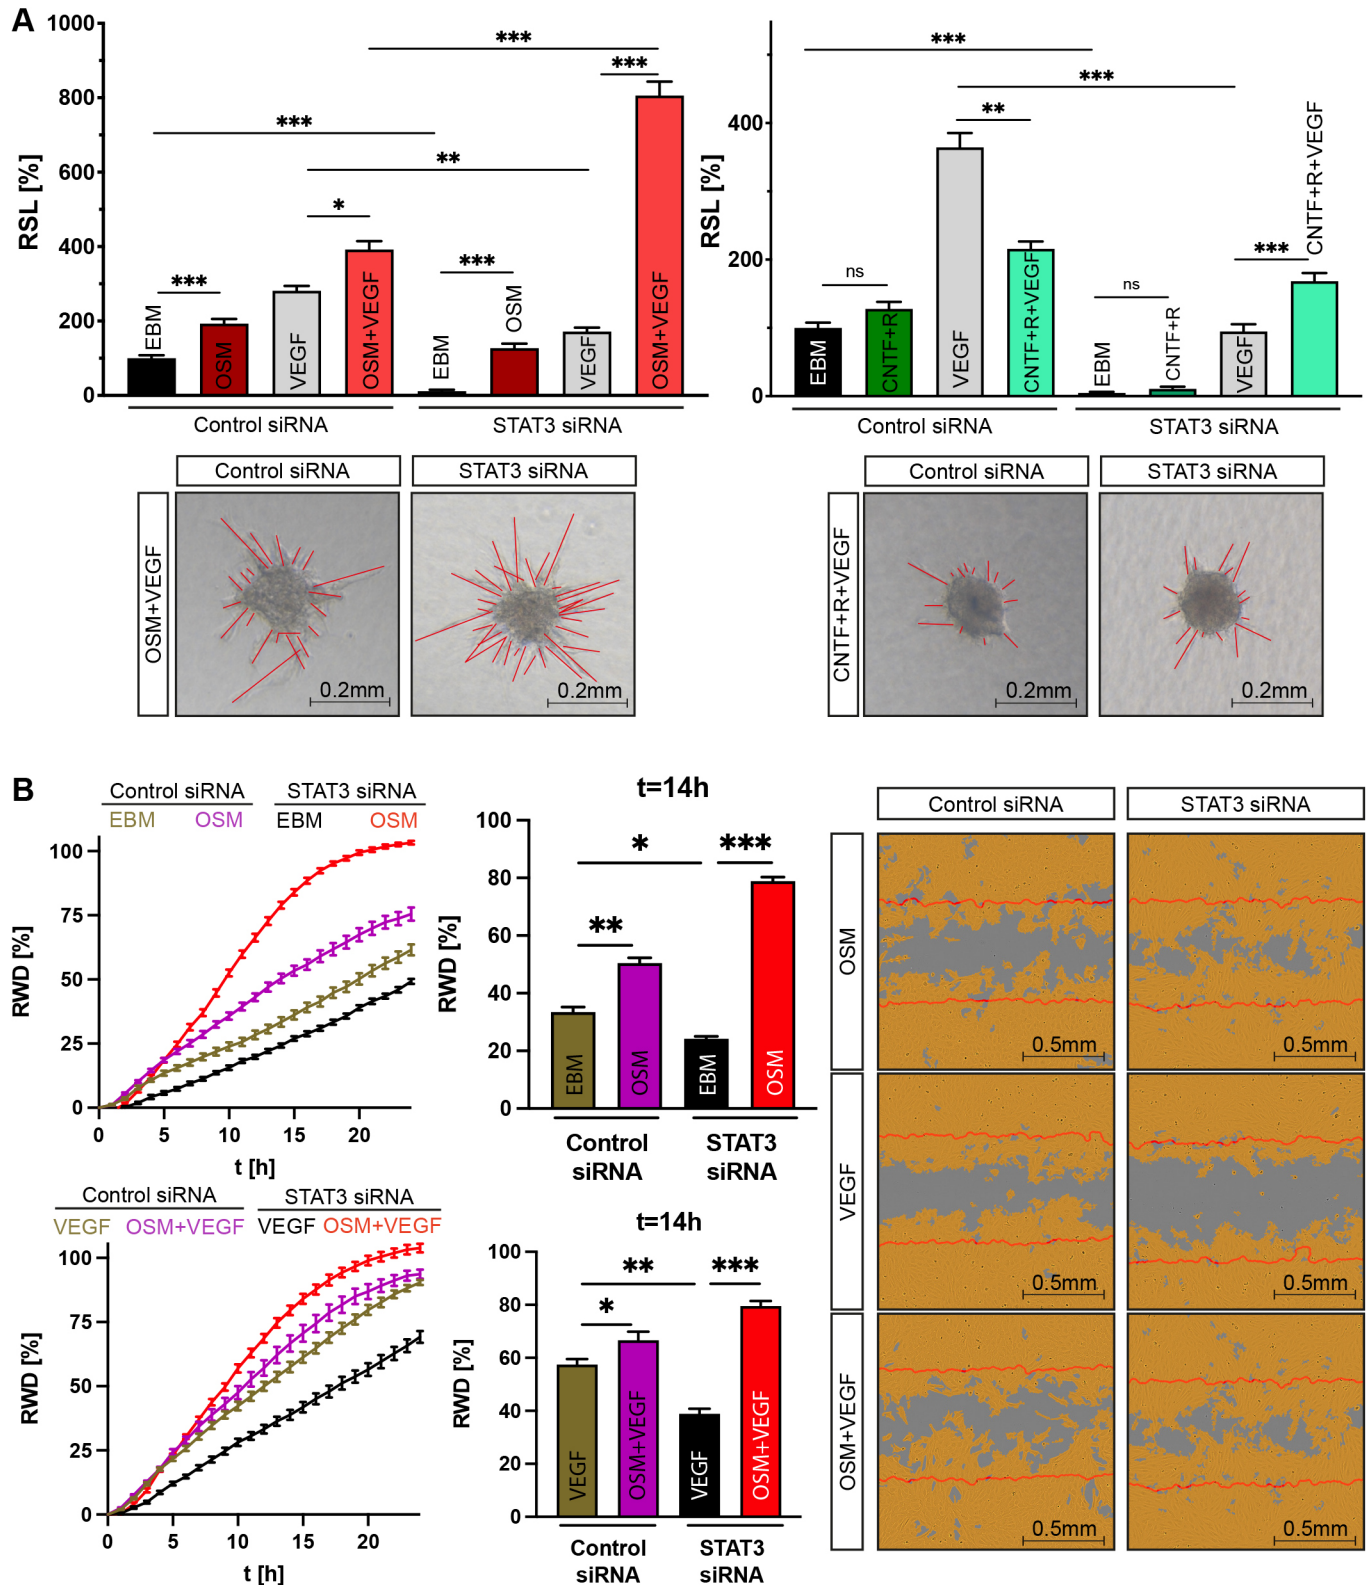 A
RSL [%]
1000
800
600
400
200
0
***
***
***
**
*
***
***
EBM
OSM
VEGF
OSM+VEGF
EBM
OSM
VEGF
OSM+VEGF
Control siRNA
STAT3 siRNA
RSL [%]
400
200
0
***
***
**
ns
ns
***
EBM
CNTF+R
VEGF
CNTF+R+VEGF
EBM
CNTF+R
VEGF
CNTF+R+VEGF
Control siRNA
STAT3 siRNA
Control siRNA
STAT3 siRNA
OSM+VEGF
0.2mm
0.2mm
Control siRNA
STAT3 siRNA
CNTF+R+VEGF
0.2mm
0.2mm
B
Control siRNA
STAT3 siRNA
EBM
OSM
EBM
OSM
RWD [%]
100
75
50
25
0
0
5
10
15
20
t [h]
t=14h
RWD [%]
100
80
60
40
20
0
*
***
**
EBM
OSM
EBM
OSM
Control
siRNA
STAT3
siRNA
Control siRNA
STAT3 siRNA
VEGF
OSM+VEGF
VEGF
OSM+VEGF
RWD [%]
100
75
50
25
0
0
5
10
15
20
t [h]
t=14h
RWD [%]
100
80
60
40
20
0
**
***
*
VEGF
OSM+VEGF
VEGF
OSM+VEGF
Control
siRNA
STAT3
siRNA
Control siRNA
STAT3 siRNA
OSM
0.5mm
0.5mm
VEGF
0.5mm
0.5mm
OSM+VEGF
0.5mm
0.5mm